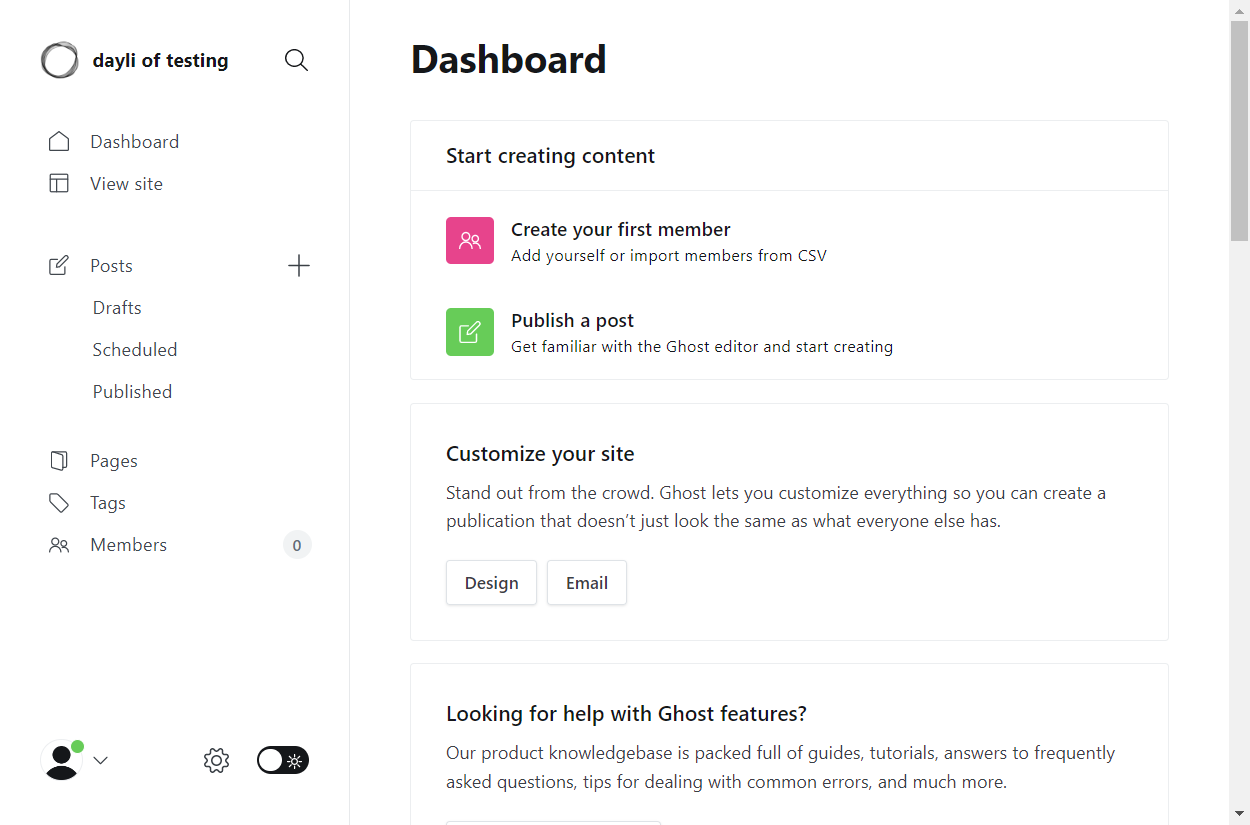 dayli of testing
Dashboard
View site
Posts
Drafts
Scheduled
Published
Pages
Tags
Members
0
Dashboard
Start creating content
Create your first member
Add yourself or import members from CSV
Publish a post
Get familiar with the Ghost editor and start creating
Customize your site
Stand out from the crowd. Ghost lets you customize everything so you can create a
publication that doesn’t just look the same as what everyone else has.
Design
Email
Looking for help with Ghost features?
Our product knowledgebase is packed full of guides, tutorials, answers to frequently
asked questions, tips for dealing with common errors, and much more.